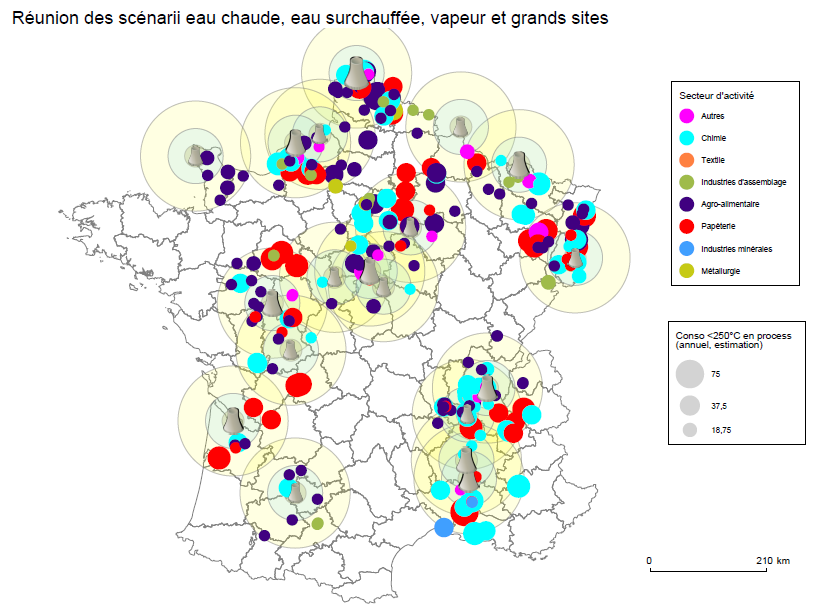 Réunion des scénarii eau chaude, eau surchauffée, vapeur et grands sites
Secteur d'activité
Autres
Chimie
Textile
Industries d'assemblage
Agro-alimentaire
Papèterie
Industries minérales
Métallurgie
Conso <250°C en process
(annuel, estimation)
75
37,5
18,75
0 210 km